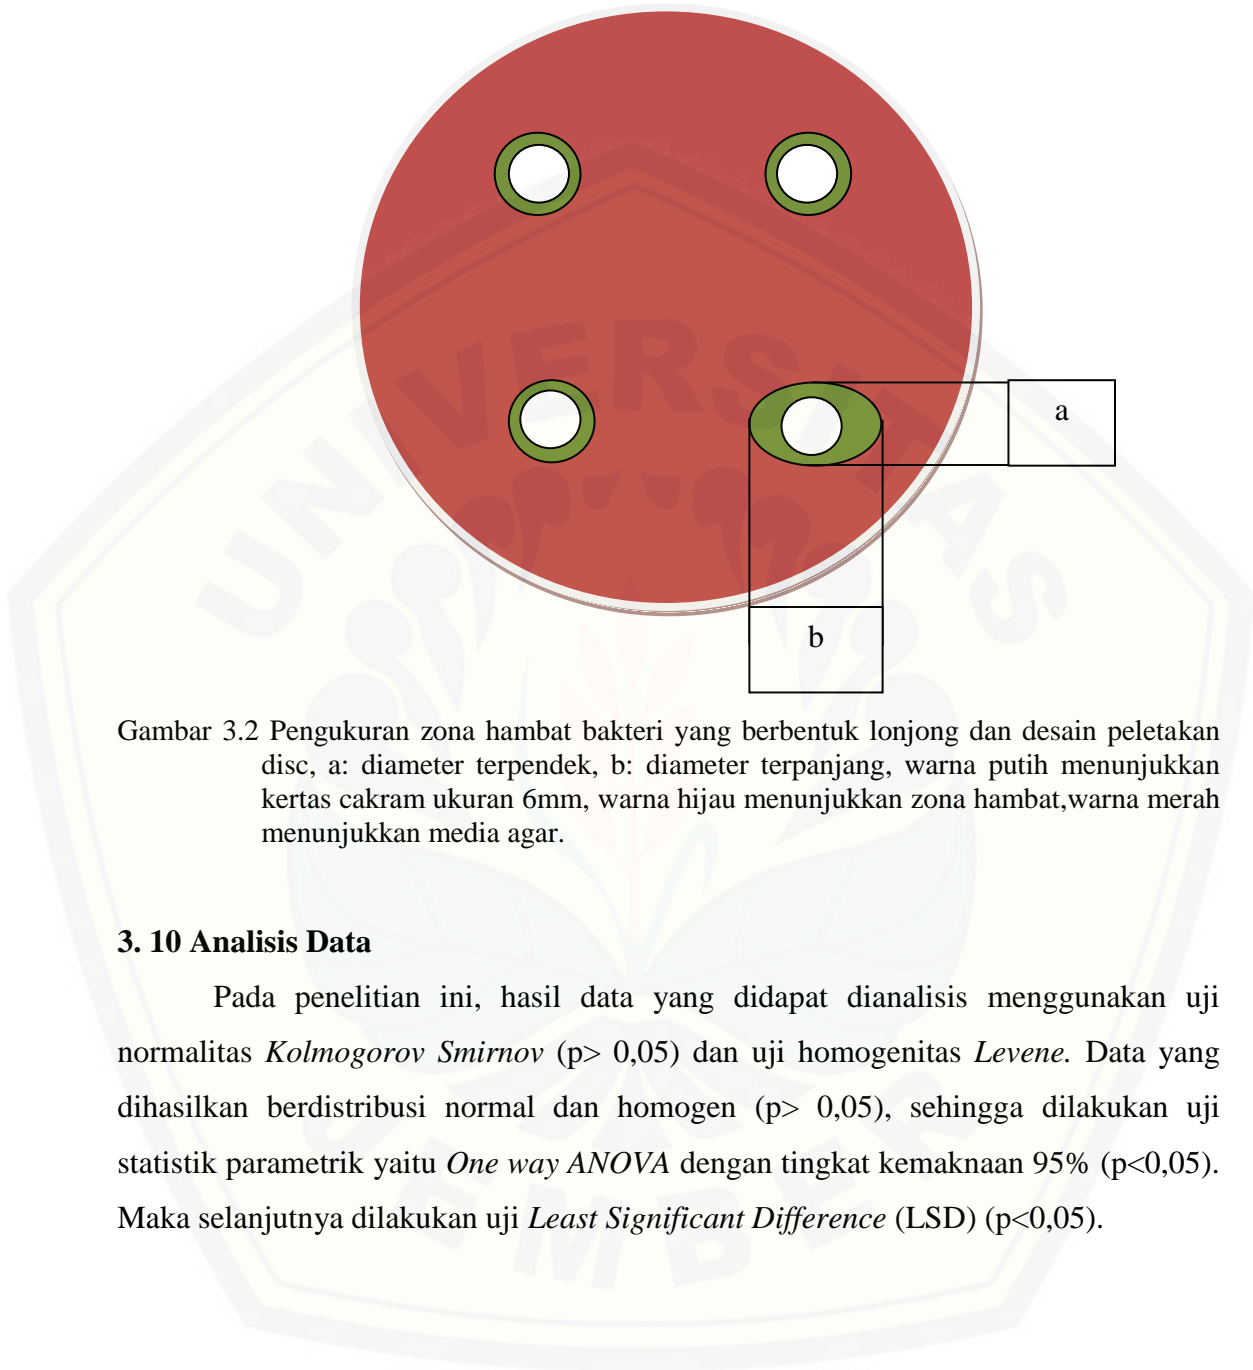 UNIVERSITAS
a
b
Gambar 3.2 Pengukuran zona hambat bakteri yang berbentuk lonjong dan desain peletakan
disc, a: diameter terpendek, b: diameter terpanjang, warna putih menunjukkan
kertas cakram ukuran 6mm, warna hijau menunjukkan zona hambat,warna merah
menunjukkan media agar.
3. 10 Analisis Data
Pada penelitian ini, hasil data yang didapat dianalisis menggunakan uji
normalitas Kolmogorov Smirnov (p> 0,05) dan uji homogenitas Levene. Data yang
dihasilkan berdistribusi normal dan homogen (p> 0,05), sehingga dilakukan uji
statistik parametrik yaitu One way ANOVA dengan tingkat kemaknaan 95% (p<0,05).
Maka selanjutnya dilakukan uji Least Significant Difference (LSD) (p<0,05).
JEMBER